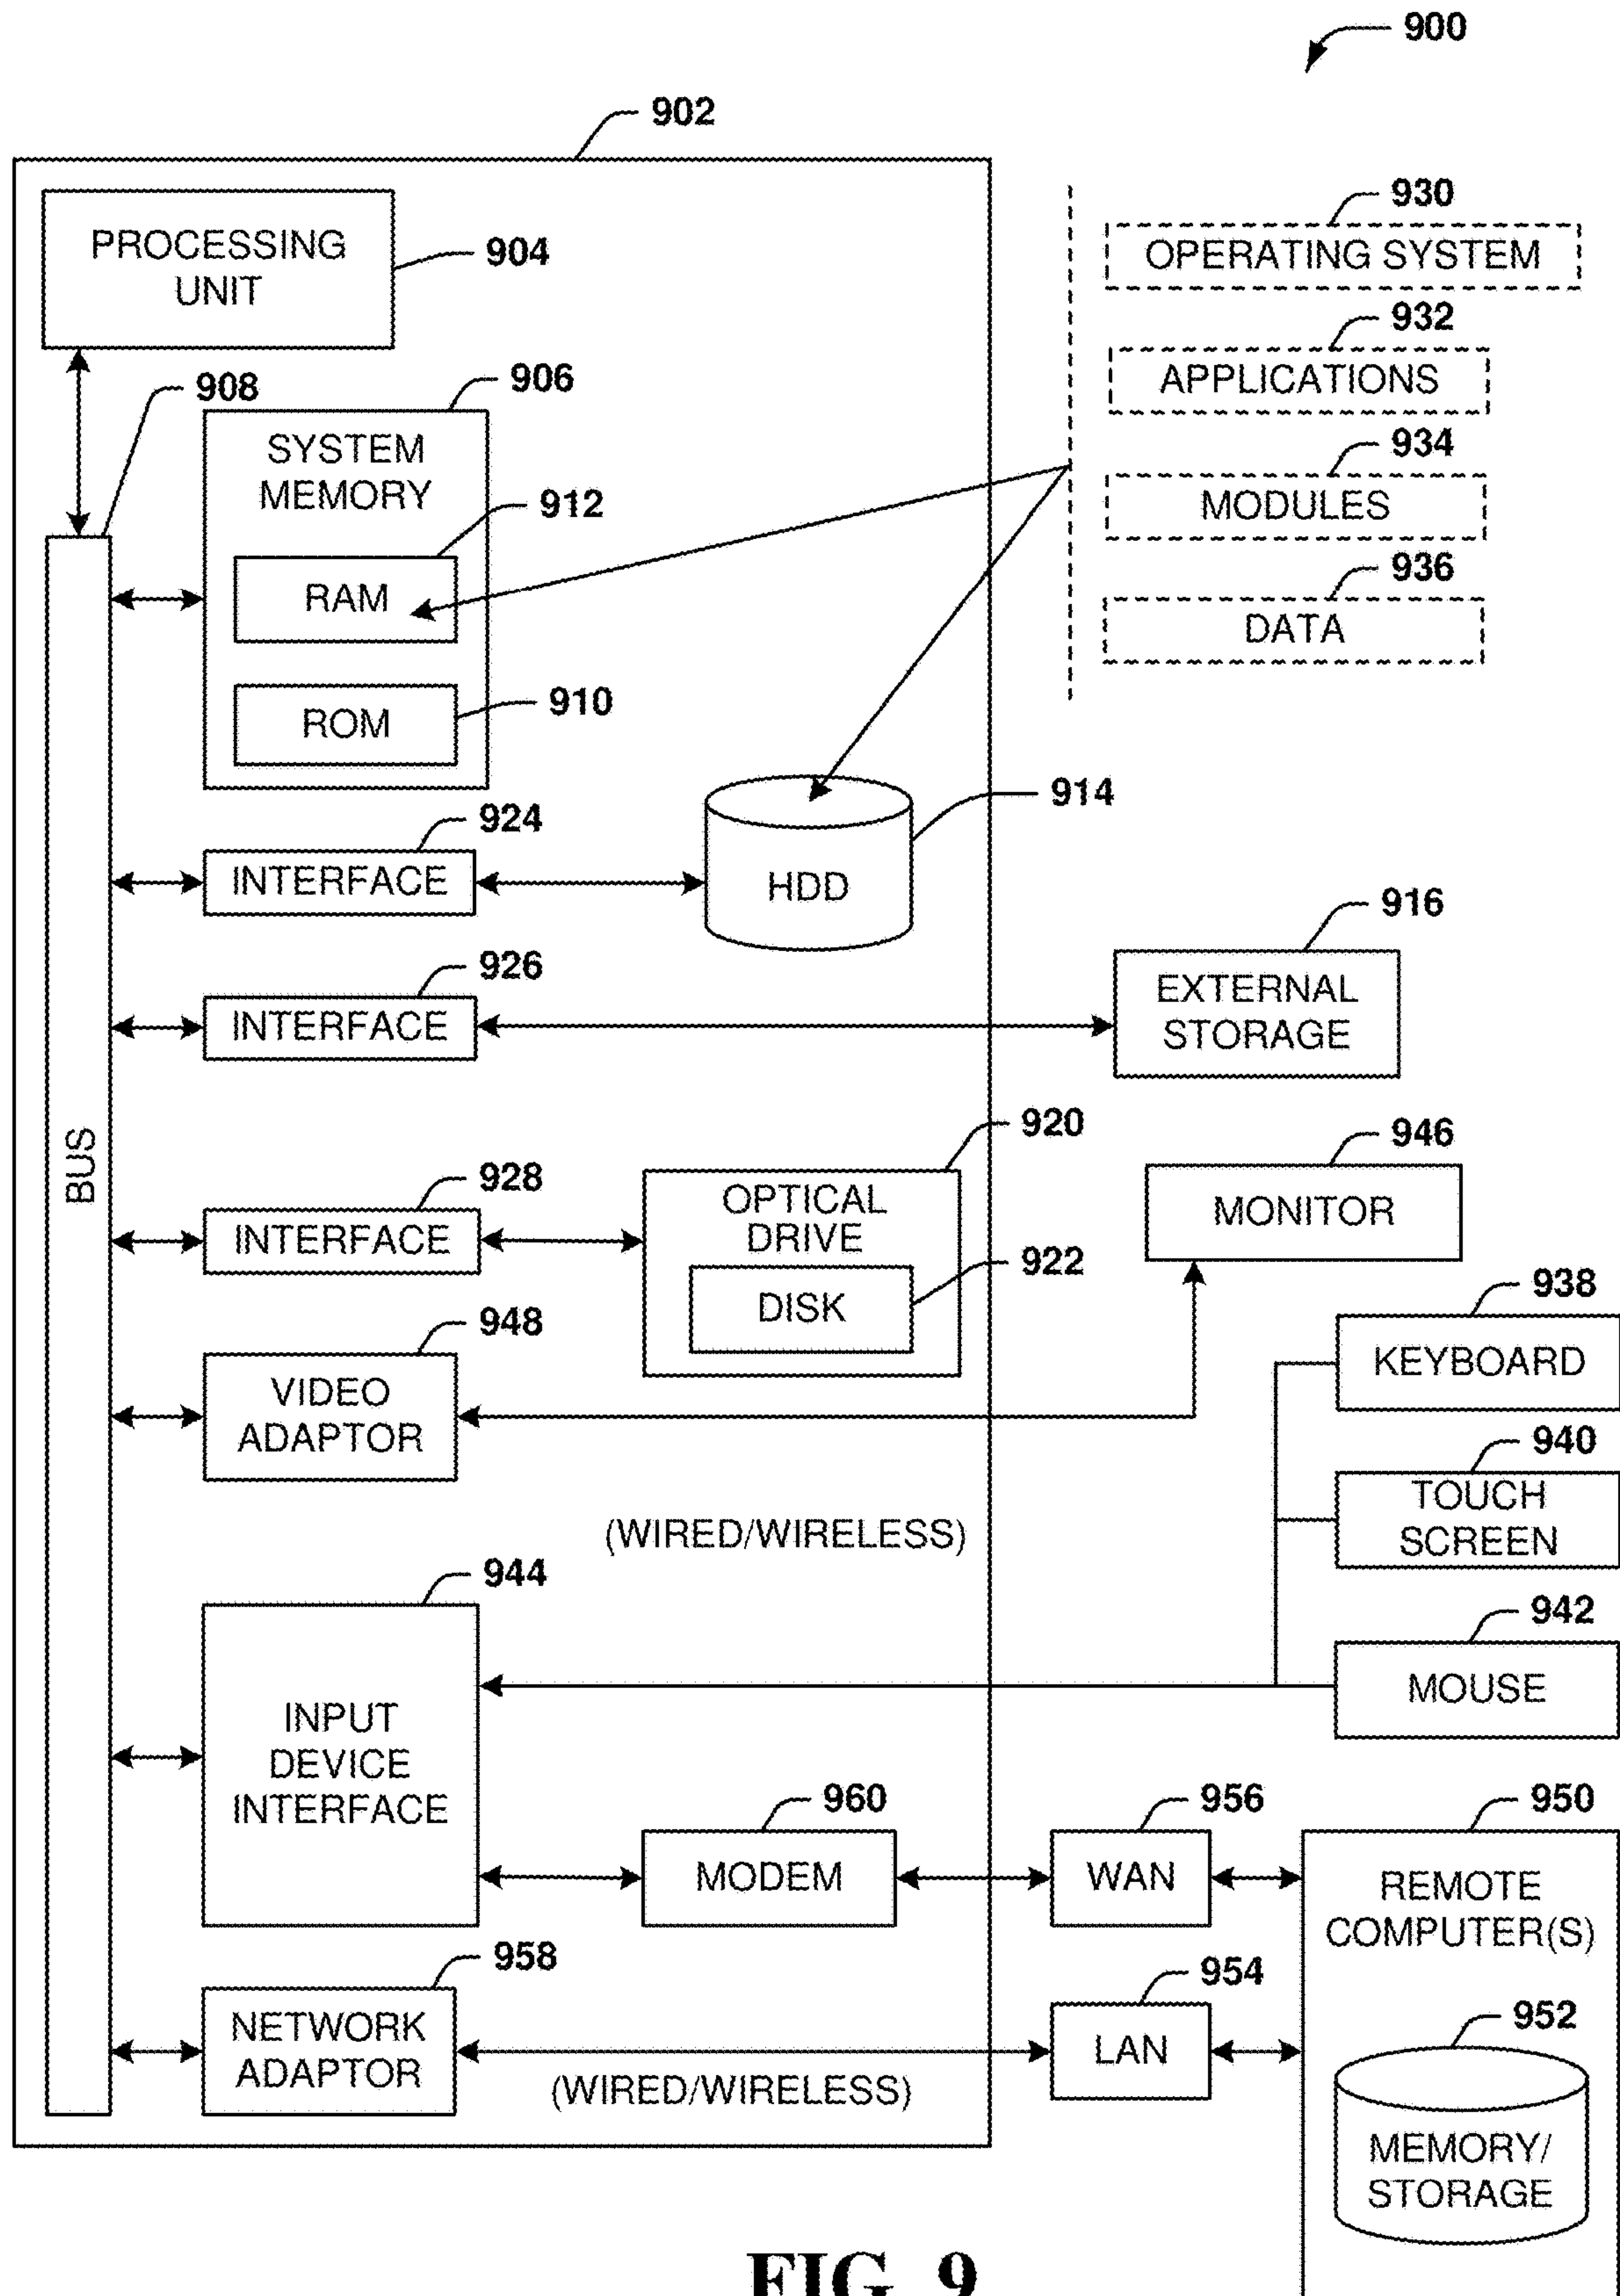 900
902
PROCESSING
UNIT
904
930
OPERATING SYSTEM
932
APPLICATIONS
934
MODULES
936
DATA
908
906
SYSTEM
MEMORY
912
RAM
910
ROM
924
INTERFACE
914
HDD
926
INTERFACE
916
EXTERNAL
STORAGE
BUS
928
INTERFACE
920
OPTICAL
DRIVE
922
DISK
946
MONITOR
948
VIDEO
ADAPTOR
938
KEYBOARD
940
TOUCH
SCREEN
(WIRED/WIRELESS)
944
INPUT
DEVICE
INTERFACE
942
MOUSE
960
MODEM
956
WAN
950
REMOTE
COMPUTER(S)
958
NETWORK
ADAPTOR
(WIRED/WIRELESS)
954
LAN
952
MEMORY/
STORAGE
FIG. 9